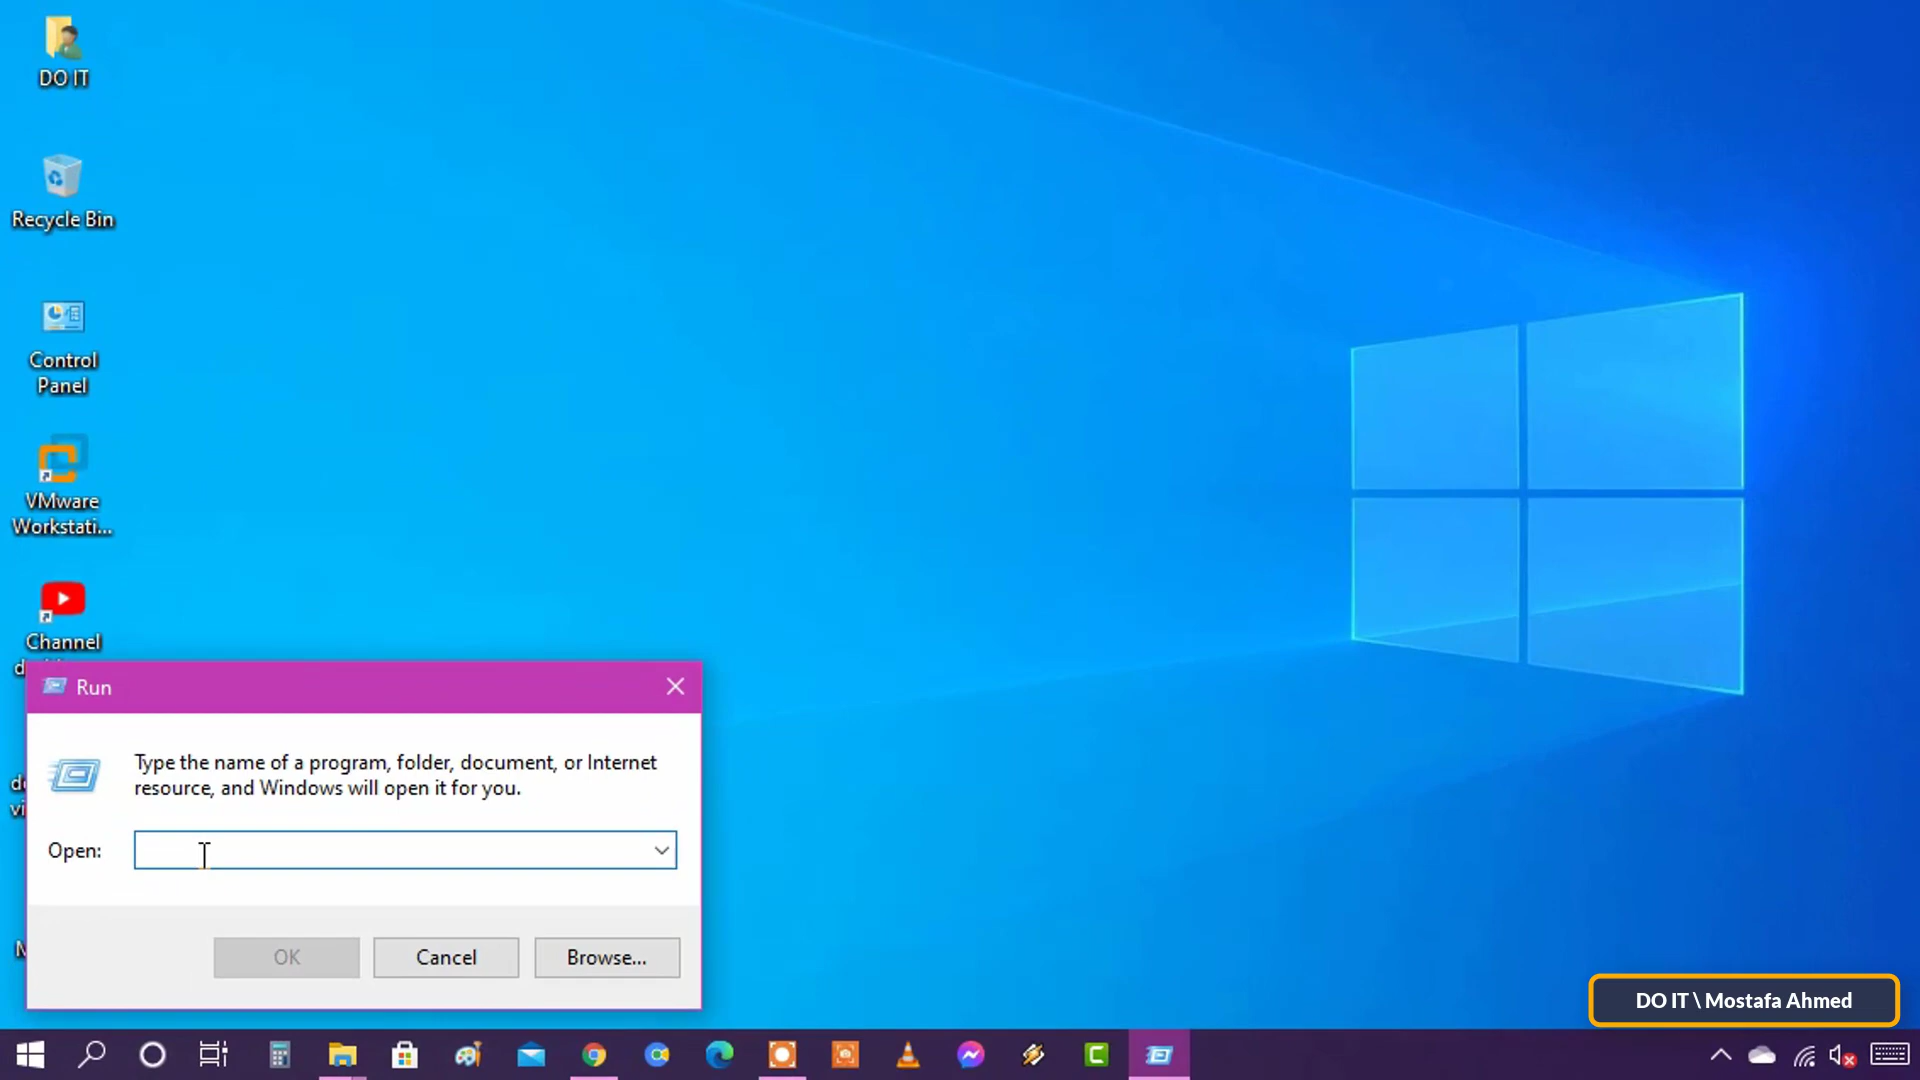 DO IT
Recycle Bin
Control
Panel
VMware
Workstati...
Channel
Run
Type the name of a program, folder, document, or Internet
resource, and Windows will open it for you.
Open:
OK
Cancel
Browse...
DO IT \ Mostafa Ahmed